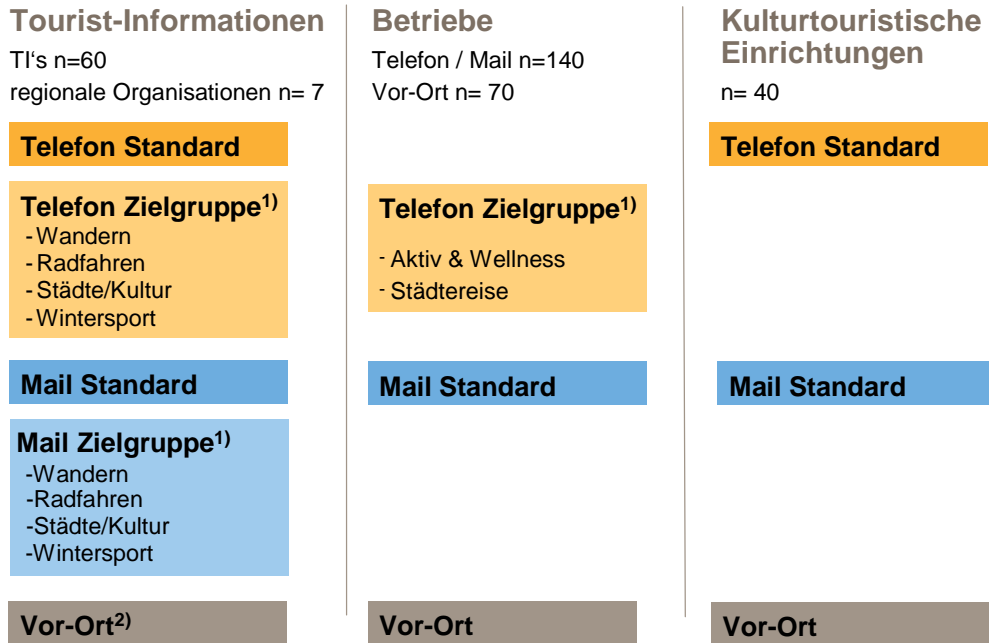 Tourist-Informationen
TI‘s n=60
regionale Organisationen n= 7
Telefon Standard
Telefon Zielgruppe1)
- Wandern
- Radfahren
- Städte/Kultur
- Wintersport
Mail Standard
Mail Zielgruppe1)
-Wandern
-Radfahren
-Städte/Kultur
-Wintersport
Vor-Ort2)
Betriebe
Telefon / Mail n=140
Vor-Ort n= 70
Telefon Zielgruppe1)
- Aktiv & Wellness
- Städtereise
Mail Standard
Vor-Ort
Kulturtouristische
Einrichtungen
n= 40
Telefon Standard
Mail Standard
Vor-Ort